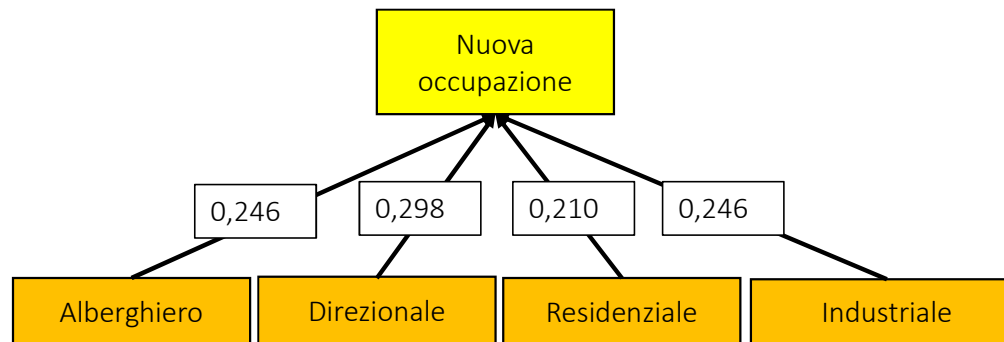 Nuova
occupazione
0,246
0,298
0,210
0,246
Alberghiero
Direzionale
Residenziale
Industriale